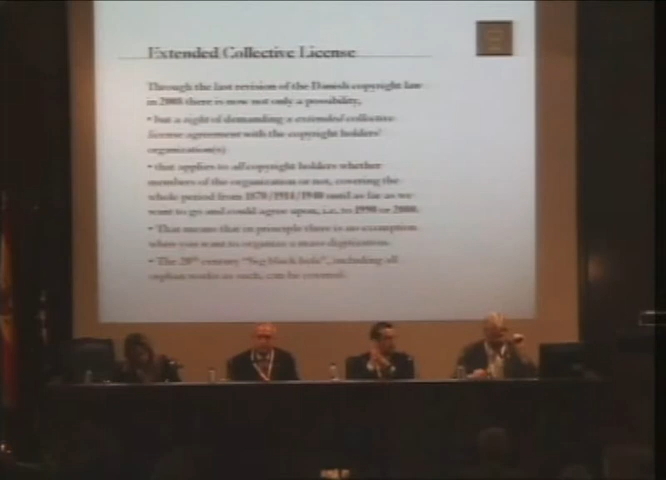 Extended Collective License
Through the last revision of the Danish copyright law
in 2008 there is now not only a possibility,
• but a right of demanding a extended collective
license agreement with the copyright holders'
organization(s)
• that applies to all copyright holders whether
members of the organization or not, covering the
whole period from 1870/1914/1940 until as far as we
want to go and could agree upon, i.e. to 1990 or 2000.
• That means that in principle there is no exemption
when you want to organize a mass digitization.
• The 20th century "big black hole", including all
orphan works as such, can be covered.